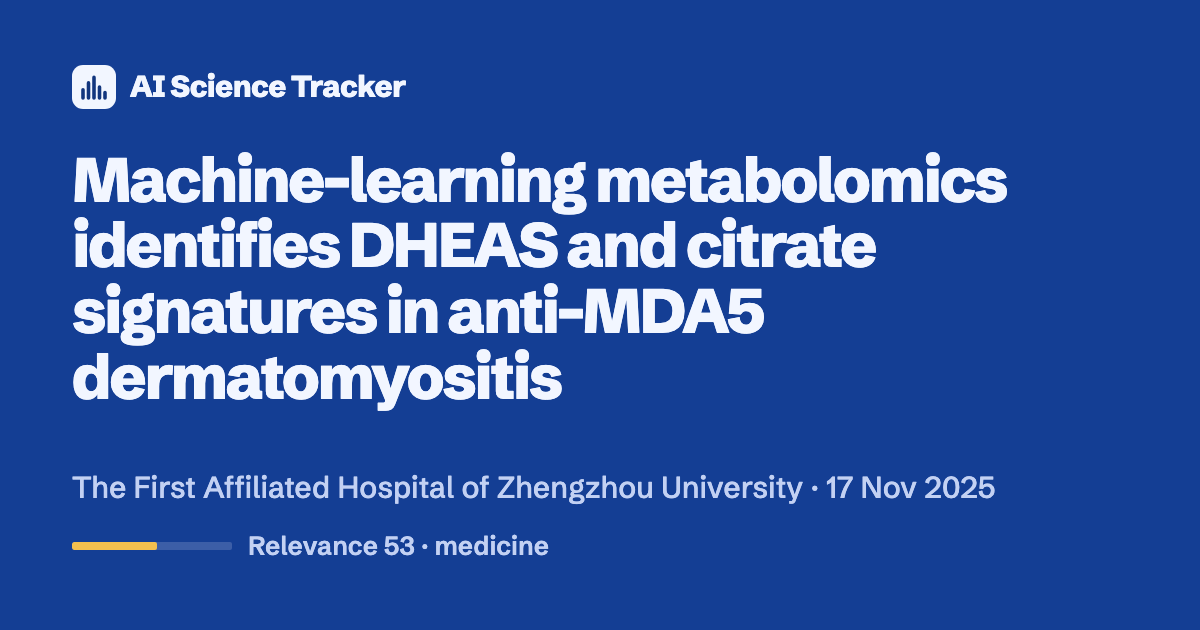 AI Science Tracker
Machine-learning metabolomics
identifies DHEAS and citrate
signatures in anti-MDA5
dermatomyositis
The First Affiliated Hospital of Zhengzhou University · 17 Nov 2025
Relevance 53 · medicine